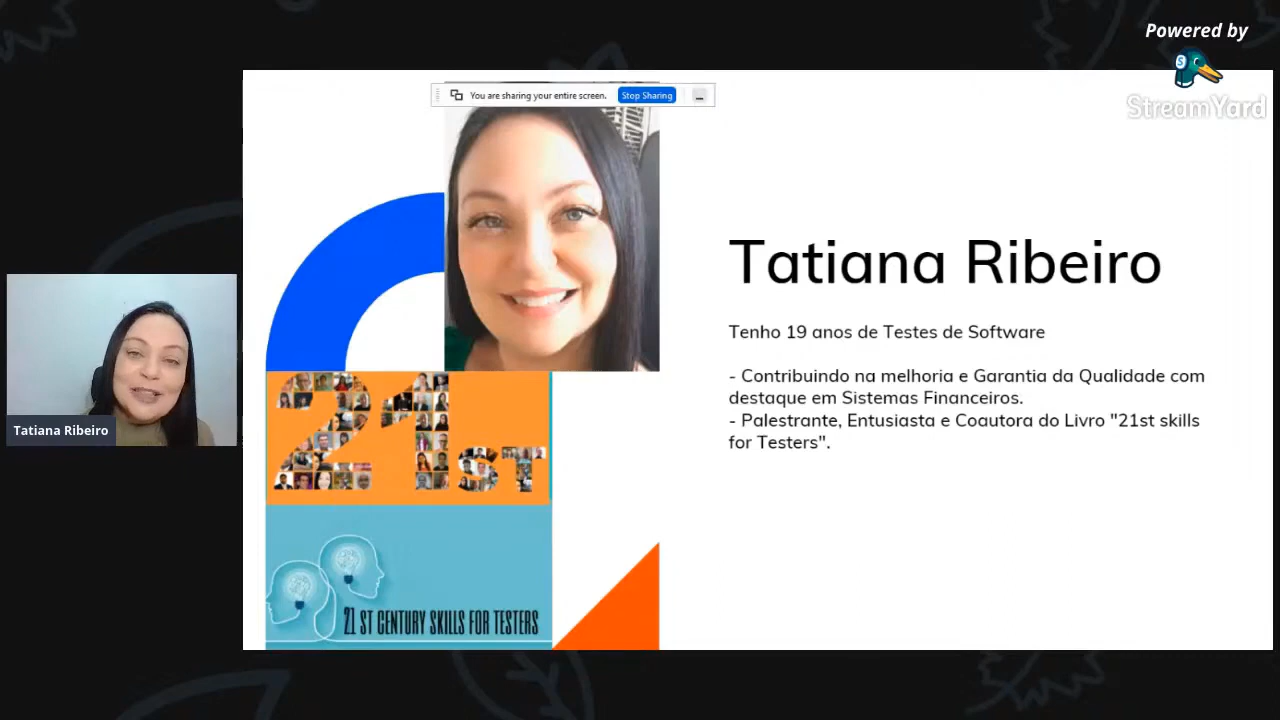 Powered by
StreamYard
You are sharing your entire screen. Stop Sharing
Tatiana Ribeiro
Tenho 19 anos de Testes de Software
- Contribuindo na melhoria e Garantia da Qualidade com
destaque em Sistemas Financeiros.
- Palestrante, Entusiasta e Coautora do Livro "21st skills
for Testers".
Tatiana Ribeiro
21ST
21 ST CENTURY SKILLS FOR TESTERS